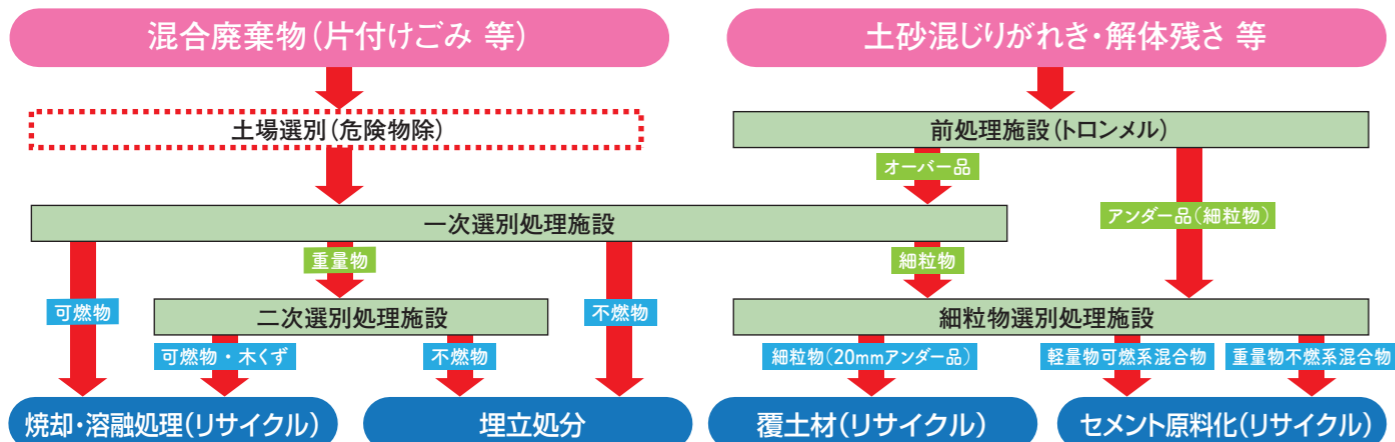 混合廃棄物(片付けごみ 等)
土砂混じりがれき・解体残さ 等
土場選別(危険物除)
前処理施設(トロンメル)
オーバー品
アンダー品(細粒物)
一次選別処理施設
重量物
細粒物
可燃物
二次選別処理施設
不燃物
細粒物選別処理施設
可燃物・木くず
不燃物
細粒物(20mmアンダー品)
軽量物可燃系混合物
重量物不燃系混合物
焼却・溶融処理(リサイクル)
埋立処分
覆土材(リサイクル)
セメント原料化(リサイクル)